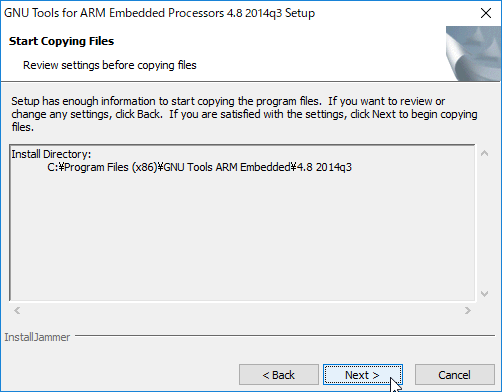 GNU Tools for ARM Embedded Processors 4.8 2014q3 Setup
Start Copying Files
Review settings before copying files
Setup has enough information to start copying the program files.  If you want to review or
change any settings, click Back.  If you are satisfied with the settings, click Next to begin copying
files.
Install Directory:
C:¥Program Files (x86)¥GNU Tools ARM Embedded¥4.8 2014q3
InstallJammer
< Back
Next >
Cancel